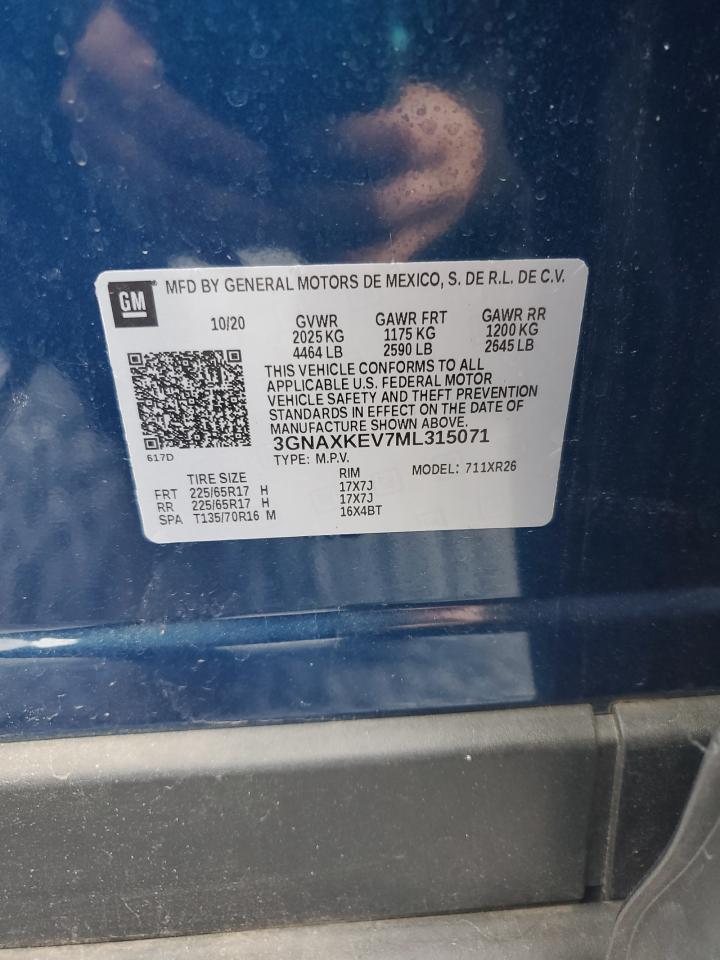 GM MFD BY GENERAL MOTORS DE MEXICO, S. DE R.L. DE C.V.
10/20 GVWR GAWR FRT GAWR RR
2025 KG 1175 KG 1200 KG
4464 LB 2590 LB 2645 LB
THIS VEHICLE CONFORMS TO ALL
APPLICABLE U.S. FEDERAL MOTOR
VEHICLE SAFETY AND THEFT PREVENTION
STANDARDS IN EFFECT ON THE DATE OF
MANUFACTURE SHOWN ABOVE.
3GNAXKEV7ML315071
617D TYPE: M.P.V. MODEL: 711XR26
TIRE SIZE RIM
FRT 225/65R17 H 17X7J
RR 225/65R17 H 17X7J
SPA T135/70R16 M 16X4BT